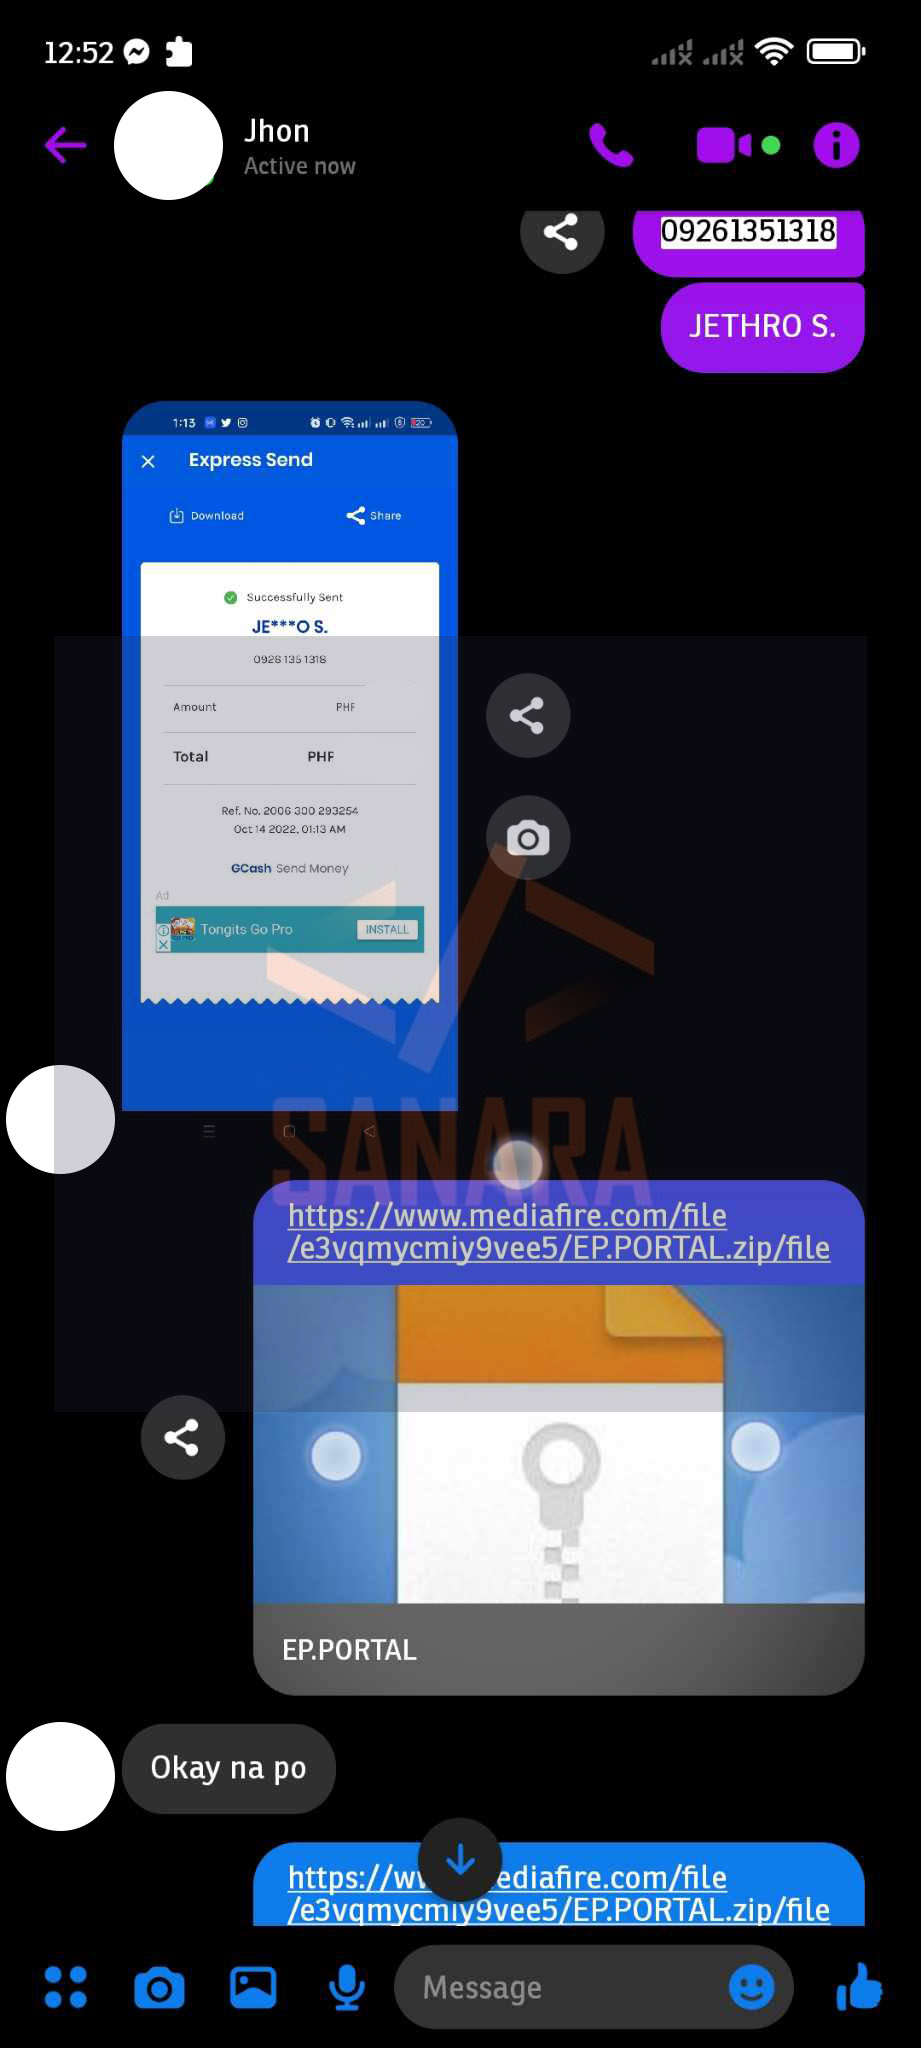 12:52
Jhon
Active now
09261351318
JETHRO S.
1:13
20
Express Send
Download
Share
Successfully Sent
JE***O S.
0926 135 1318
Amount PHP
Total PHP
Ref. No. 2006 300 293254
Oct 14 2022, 01:13 AM
GCash Send Money
Ad
Tongits Go Pro
INSTALL
SANARA
https://www.mediafire.com/file
/e3vqmycmiy9vee5/EP.PORTAL.zip/file
EP.PORTAL
Okay na po
https://ww ediafire.com/file
/e3vqmycmiy9vee5/EP.PORTAL.zip/file
Message